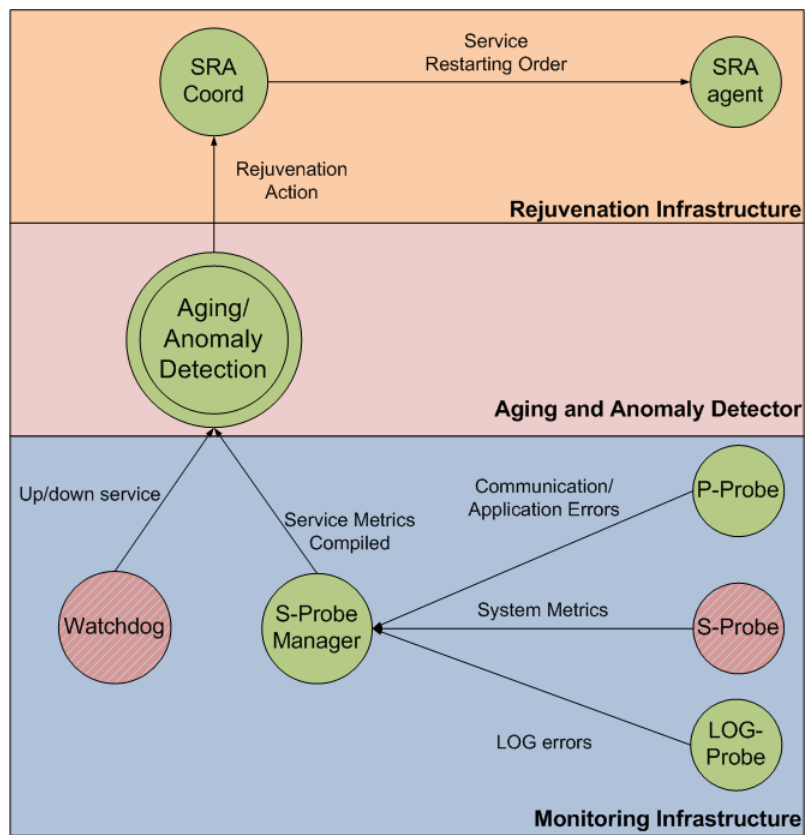 SRA
Coord
Service
Restarting Order
SRA
agent
Rejuvenation
Action
Rejuvenation Infrastructure
Aging/
Anomaly
Detection
Aging and Anomaly Detector
Up/down service
Service Metrics
Compiled
Communication/
Application Errors
P-Probe
Watchdog
S-Probe
Manager
System Metrics
S-Probe
LOG errors
LOG-
Probe
Monitoring Infrastructure